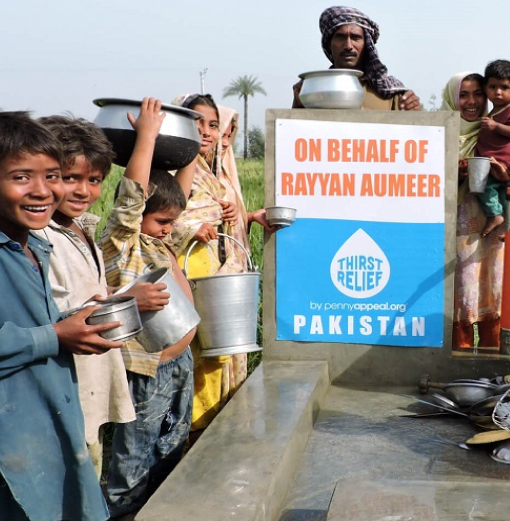 ON BEHALF OF
RAYYAN AUMEER
THIRST
RELIEF
by pennyappeal.org
PAKISTAN